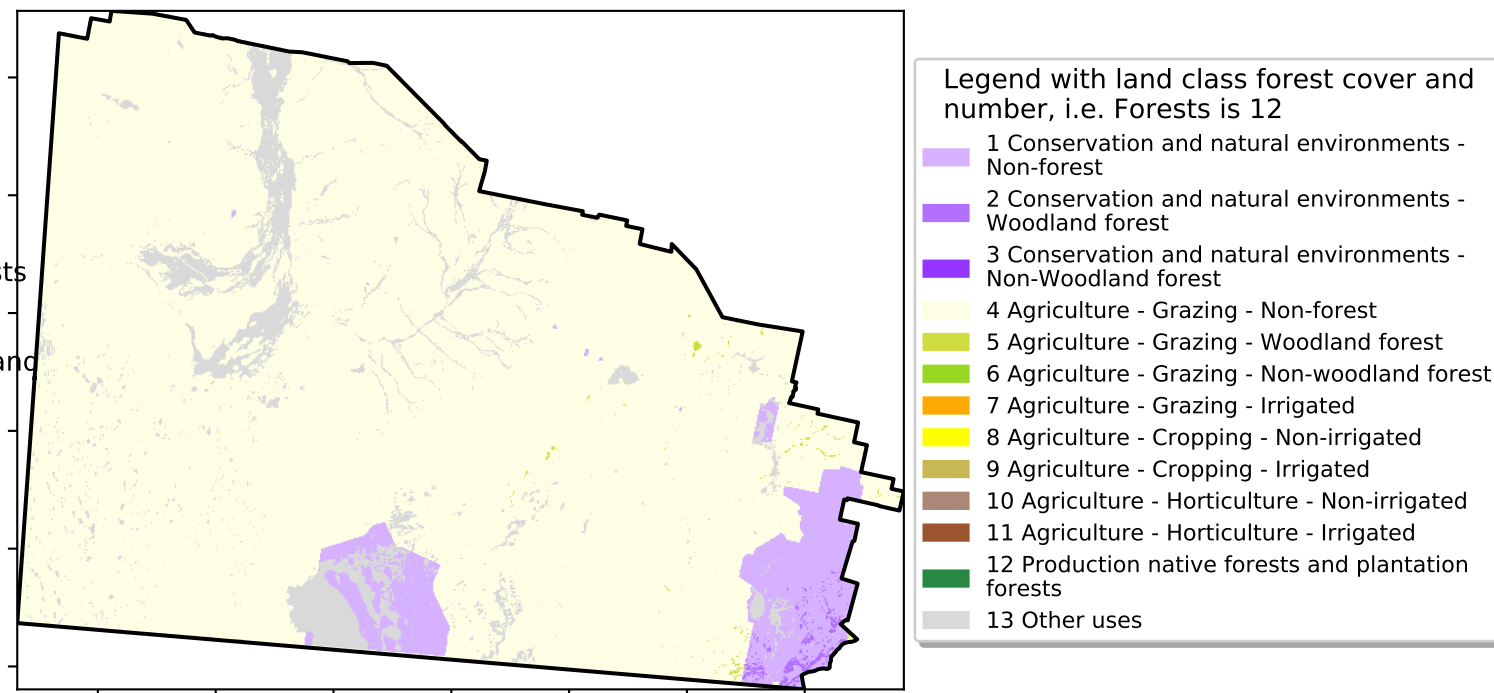 sts
and
Legend with land class forest cover and
number, i.e. Forests is 12
1 Conservation and natural environments -
Non-forest
2 Conservation and natural environments -
Woodland forest
3 Conservation and natural environments -
Non-Woodland forest
4 Agriculture - Grazing - Non-forest
5 Agriculture - Grazing - Woodland forest
6 Agriculture - Grazing - Non-woodland forest
7 Agriculture - Grazing - Irrigated
8 Agriculture - Cropping - Non-irrigated
9 Agriculture - Cropping - Irrigated
10 Agriculture - Horticulture - Non-irrigated
11 Agriculture - Horticulture - Irrigated
12 Production native forests and plantation
forests
13 Other uses